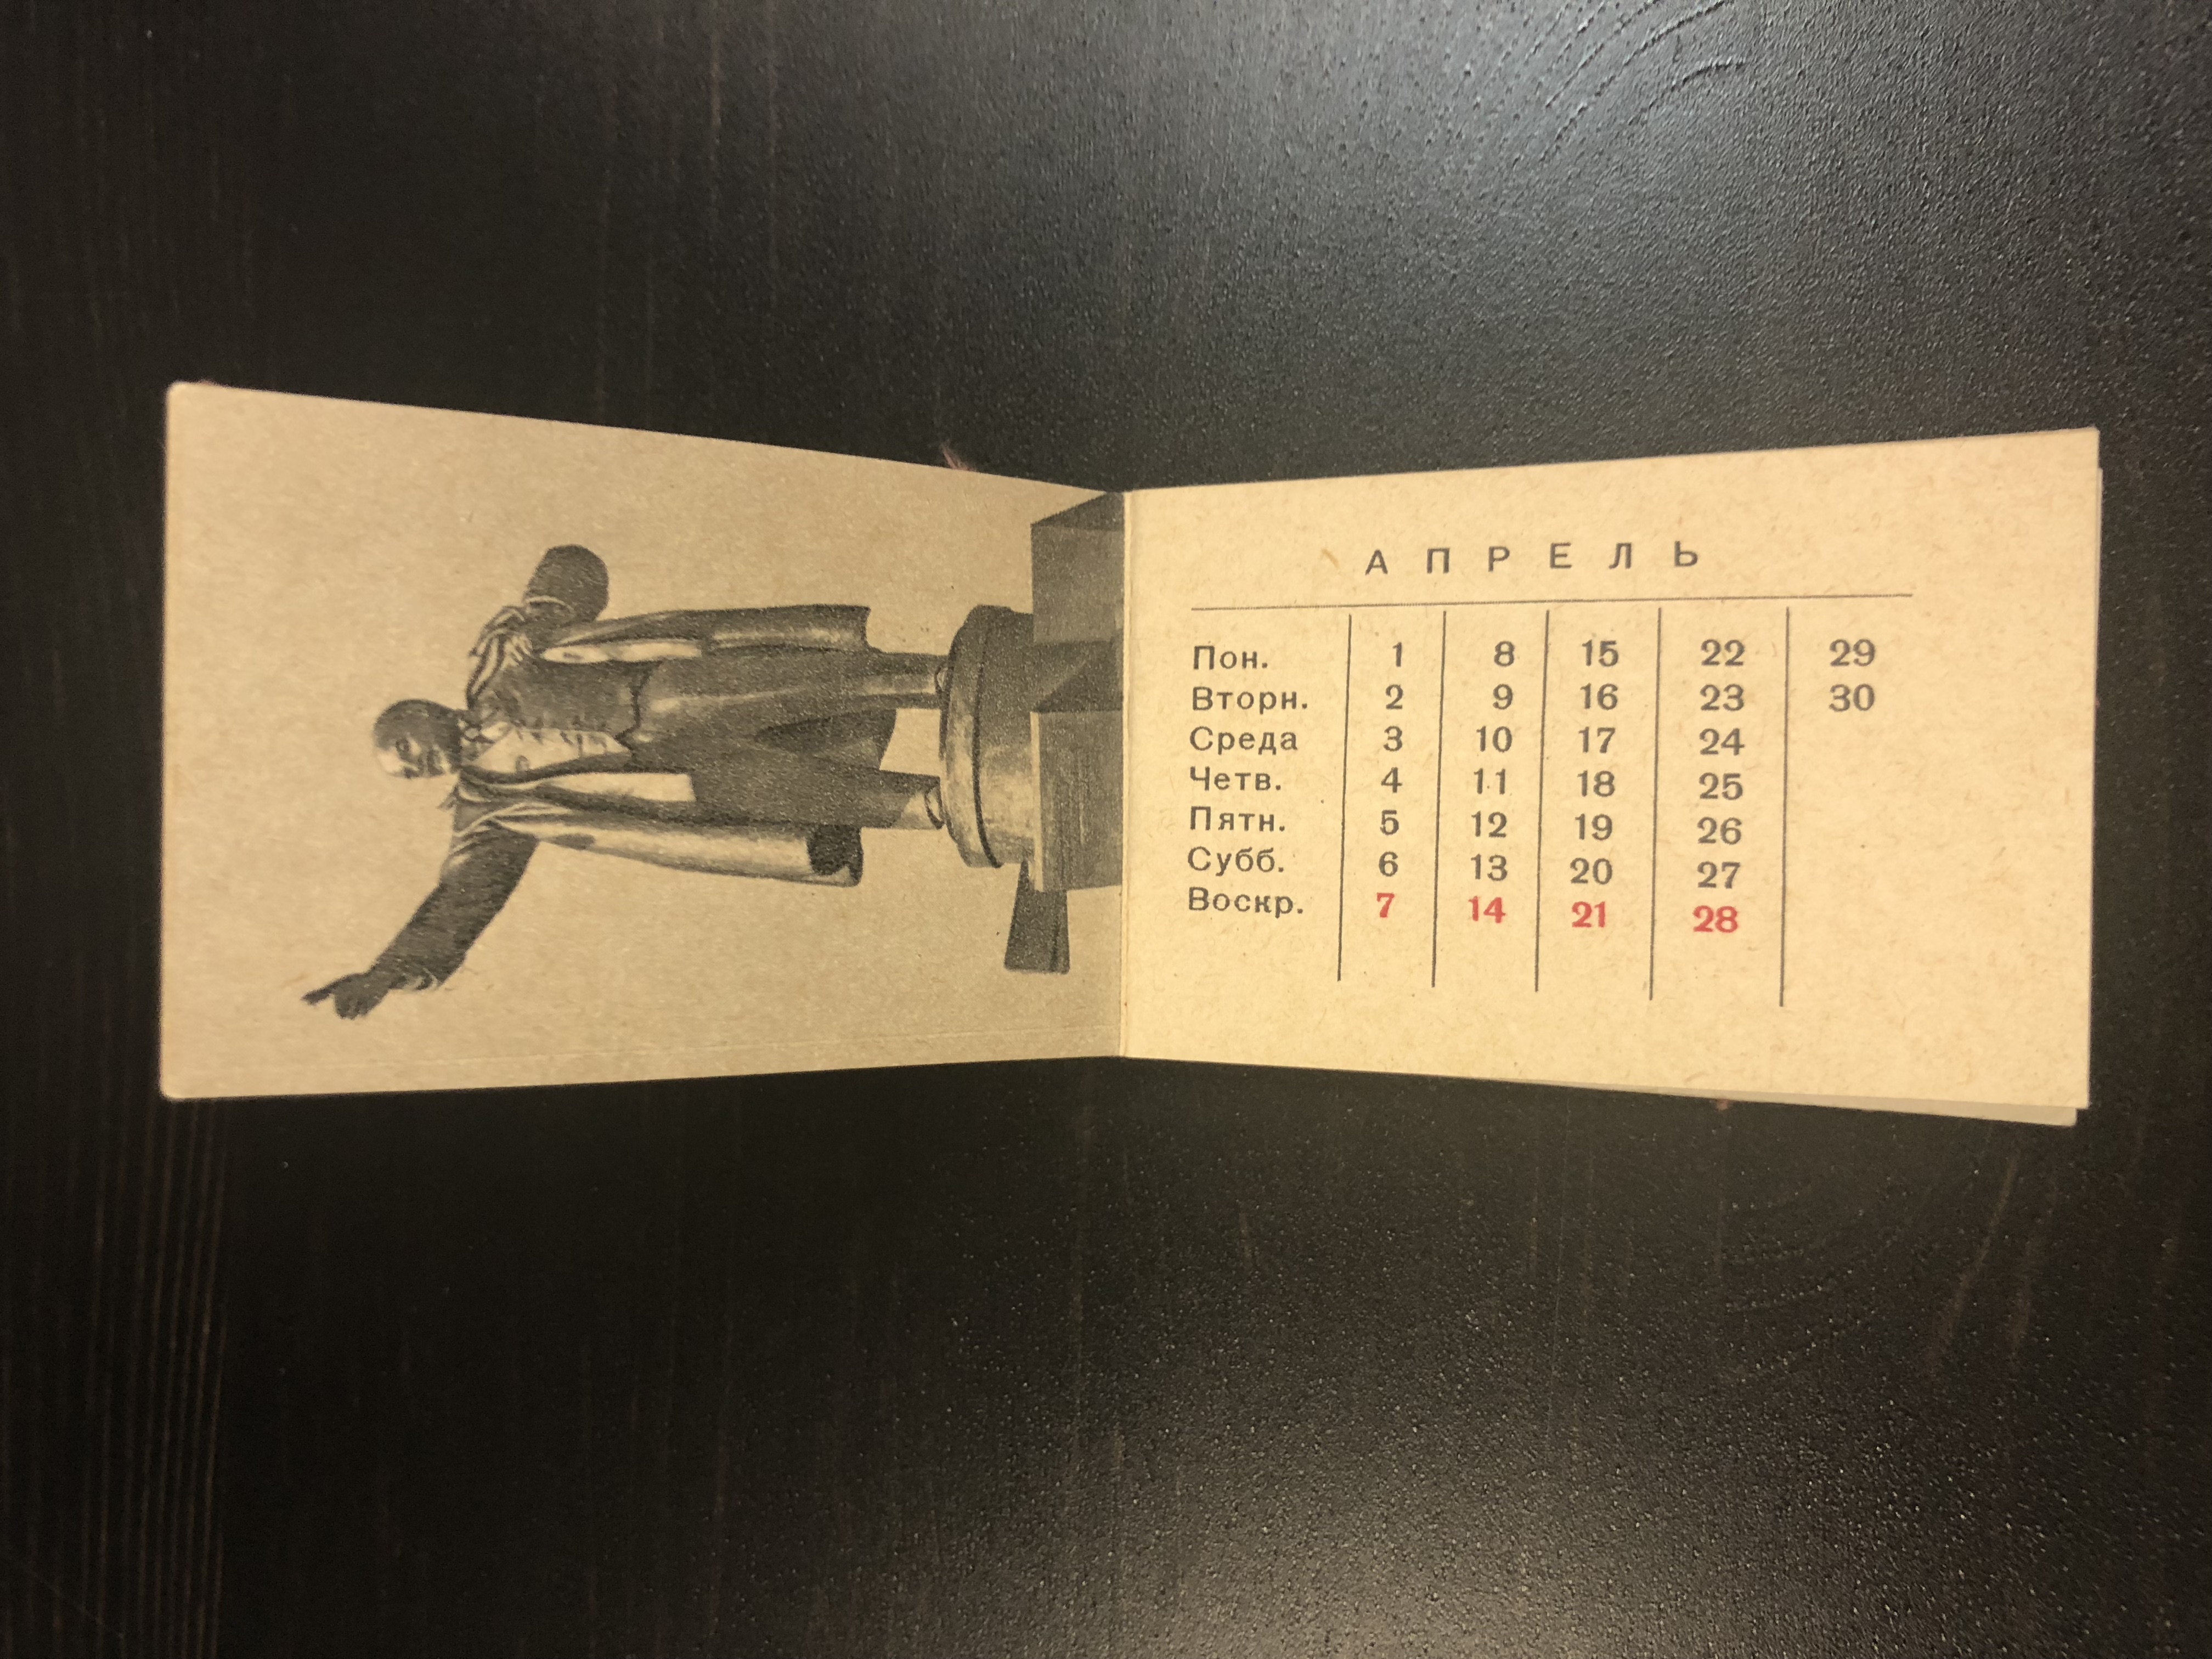 АПРЕЛЬ
Пон. 1 8 15 22 29
Вторн. 2 9 16 23 30
Среда 3 10 17 24
Четв. 4 11 18 25
Пятн. 5 12 19 26
Субб. 6 13 20 27
Воскр. 7 14 21 28